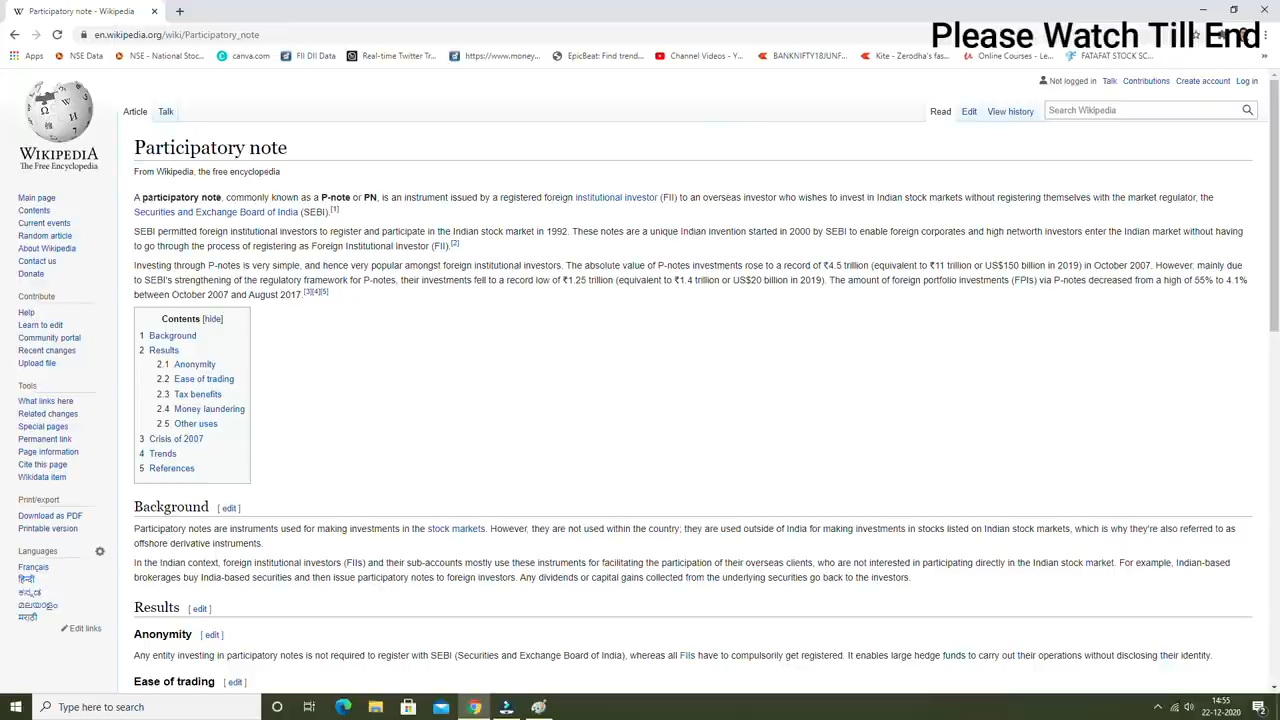 Participatory note - Wikipedia
en.wikipedia.org/wiki/Participatory_note
Please Watch Till End
Apps NSE Data NSE - National Stoc... canva.com FII DII Data Real-time Twitter Tr... https://www.money... EpicBeat: Find trend... Channel Videos - Y... BANKNIFTY18JUNF... Kite - Zerodha's fas... Online Courses - Le... FATAFAT STOCK SC...
Not logged in Talk Contributions Create account Log in
Article Talk Read Edit View history Search Wikipedia
WIKIPEDIA
The Free Encyclopedia
Main page
Contents
Current events
Random article
About Wikipedia
Contact us
Donate
Contribute
Help
Learn to edit
Community portal
Recent changes
Upload file
Tools
What links here
Related changes
Special pages
Permanent link
Page information
Cite this page
Wikidata item
Print/export
Download as PDF
Printable version
Languages
Français
हिन्दी
ಕನ್ನಡ
മലയാളം
मराठी
Edit links
Participatory note
From Wikipedia, the free encyclopedia
A participatory note, commonly known as a P-note or PN, is an instrument issued by a registered foreign institutional investor (FII) to an overseas investor who wishes to invest in Indian stock markets without registering themselves with the market regulator, the
Securities and Exchange Board of India (SEBI).[1]
SEBI permitted foreign institutional investors to register and participate in the Indian stock market in 1992. These notes are a unique Indian invention started in 2000 by SEBI to enable foreign corporates and high networth investors enter the Indian market without having
to go through the process of registering as Foreign Institutional Investor (FII).[2]
Investing through P-notes is very simple, and hence very popular amongst foreign institutional investors. The absolute value of P-notes investments rose to a record of ₹4.5 trillion (equivalent to ₹11 trillion or US$150 billion in 2019) in October 2007. However, mainly due
to SEBI's strengthening of the regulatory framework for P-notes, their investments fell to a record low of ₹1.25 trillion (equivalent to ₹1.4 trillion or US$20 billion in 2019). The amount of foreign portfolio investments (FPIs) via P-notes decreased from a high of 55% to 4.1%
between October 2007 and August 2017.[3][4][5]
Contents [hide]
1 Background
2 Results
2.1 Anonymity
2.2 Ease of trading
2.3 Tax benefits
2.4 Money laundering
2.5 Other uses
3 Crisis of 2007
4 Trends
5 References
Background [ edit ]
Participatory notes are instruments used for making investments in the stock markets. However, they are not used within the country; they are used outside of India for making investments in stocks listed on Indian stock markets, which is why they're also referred to as
offshore derivative instruments.
In the Indian context, foreign institutional investors (FIIs) and their sub-accounts mostly use these instruments for facilitating the participation of their overseas clients, who are not interested in participating directly in the Indian stock market. For example, Indian-based
brokerages buy India-based securities and then issue participatory notes to foreign investors. Any dividends or capital gains collected from the underlying securities go back to the investors.
Results [ edit ]
Anonymity [ edit ]
Any entity investing in participatory notes is not required to register with SEBI (Securities and Exchange Board of India), whereas all FIIs have to compulsorily get registered. It enables large hedge funds to carry out their operations without disclosing their identity.
Ease of trading [ edit ]
Type here to search
14:55
22-12-2020
2